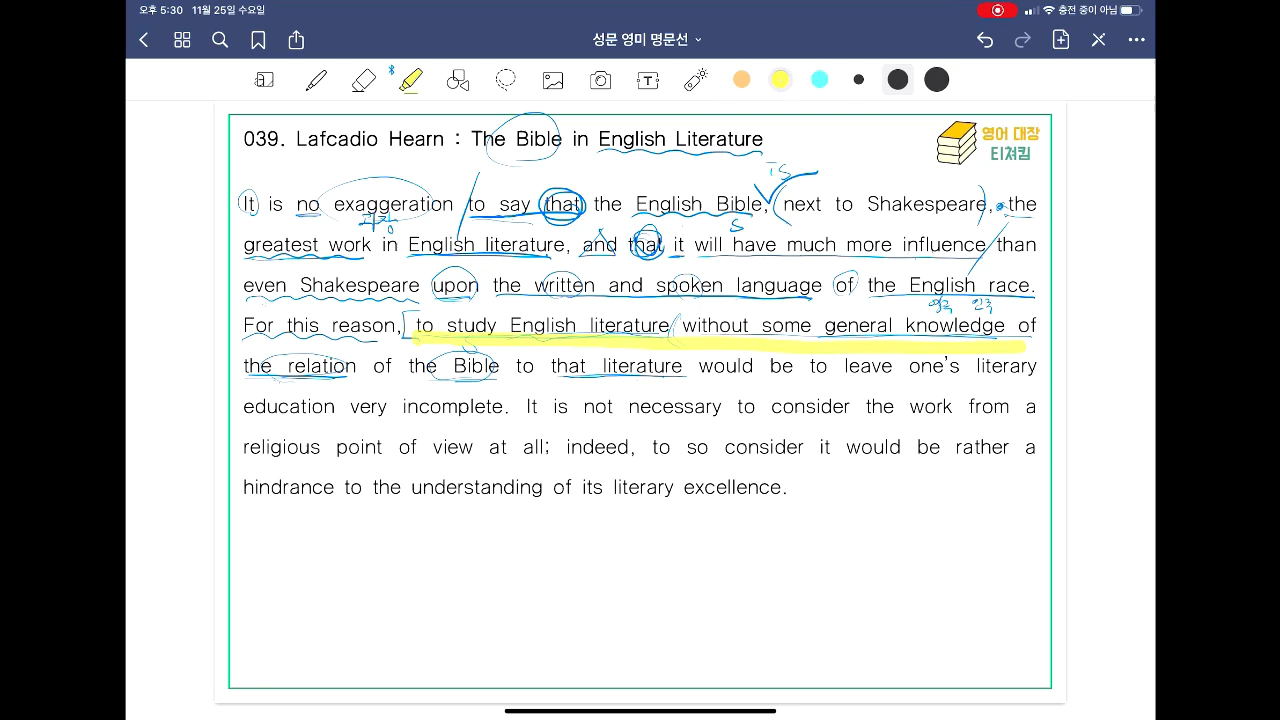 오후 5:30 11월 25일 수요일
충전 중이 아님
성문 영미 명문선
039. Lafcadio Hearn : The Bible in English Literature
영어 대장
티쳐킴
TS
It is no exaggeration to say that the English Bible, next to Shakespeare, the
과장
S
greatest work in English literature, and that it will have much more influence than
even Shakespeare upon the written and spoken language of the English race.
영국 민족
For this reason, to study English literature without some general knowledge of
S
the relation of the Bible to that literature would be to leave one's literary
education very incomplete. It is not necessary to consider the work from a
religious point of view at all; indeed, to so consider it would be rather a
hindrance to the understanding of its literary excellence.